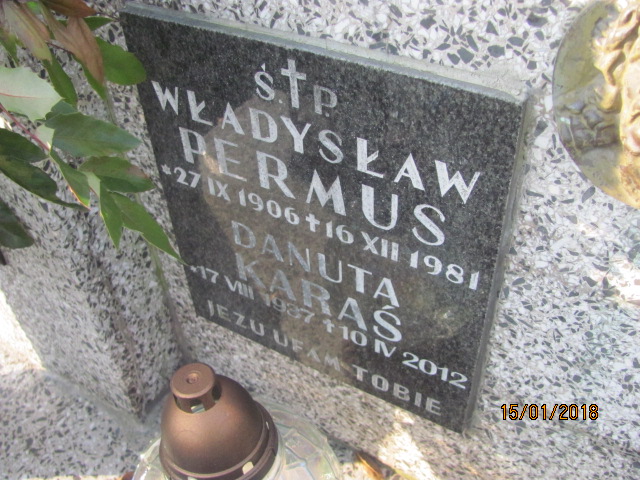 Ś.†P.
WŁADYSŁAW
PERMUS
*27 IX 1906 † 16 XII 1981
DANUTA
KARAŚ
*17 VIII 1937 † 10 IV 2012
JEZU UFAM TOBIE
15/01/2018